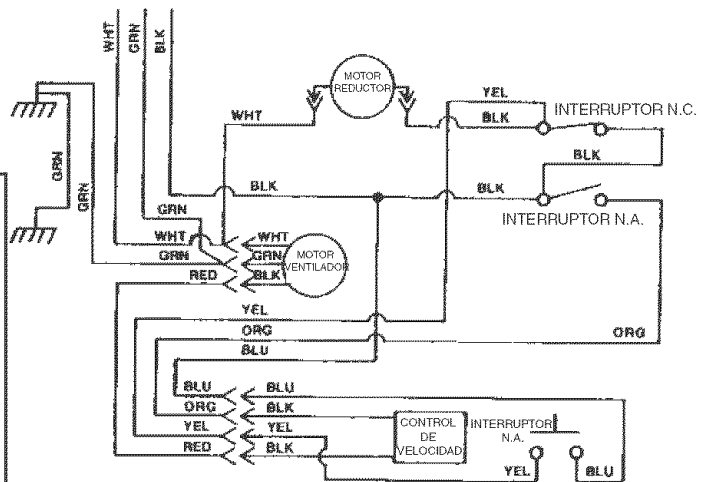 WHT
GRN
BLK
MOTOR
REDUCTOR
YEL
INTERRUPTOR N.C.
WHT
BLK
BLK
GRN
GRN
BLK
BLK
INTERRUPTOR N.A.
GRN
WHT
WHT
GRN
GRN
MOTOR
VENTILADOR
RED
BLK
YEL
ORG
ORG
BLU
BLU
BLU
ORG
BLK
CONTROL
DE
VELOCIDAD
INTERRUPTOR
N.A.
YEL
YEL
RED
BLK
YEL
BLU